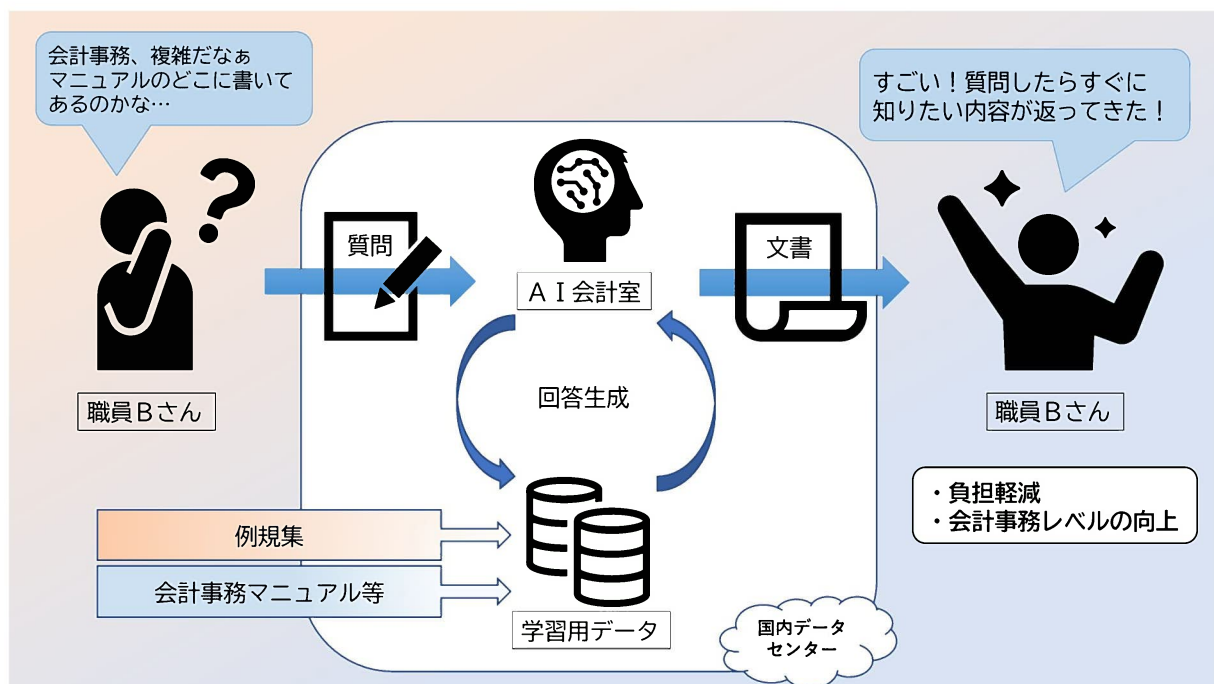 会計事務、複雑だなぁ
マニュアルのどこに書いて
あるのかな…
すごい！質問したらすぐに
知りたい内容が返ってきた！
質問
ＡＩ会計室
文書
回答生成
職員Ｂさん
職員Ｂさん
・負担軽減
・会計事務レベルの向上
例規集
会計事務マニュアル等
学習用データ
国内データ
センター